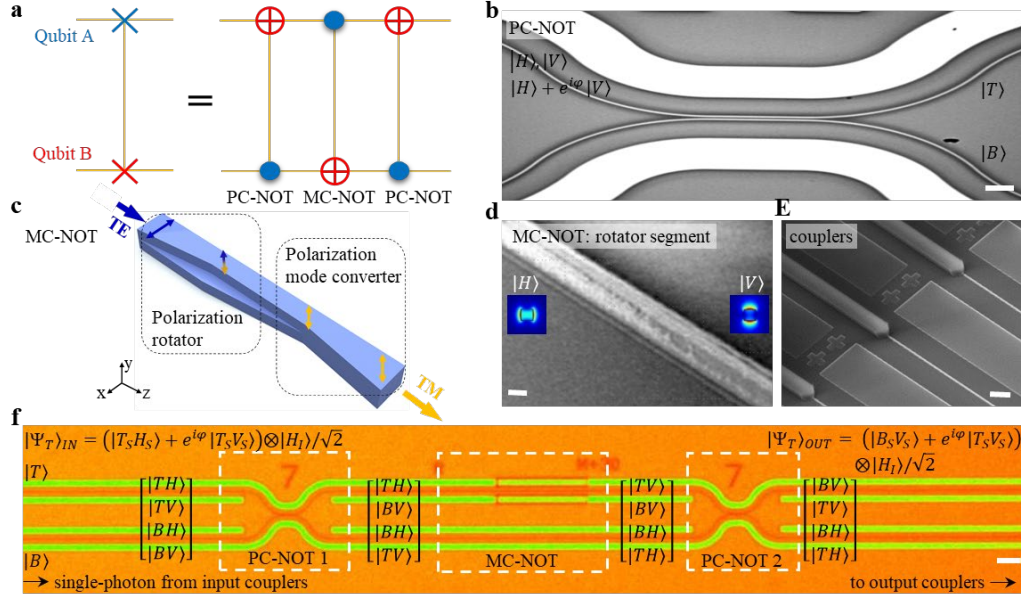 a
Qubit A
Qubit B
=
PC-NOT MC-NOT PC-NOT
b
PC-NOT
|H⟩, |V⟩
|H⟩ + e^{iφ} |V⟩
|T⟩
|B⟩
c
MC-NOT
TE
Polarization
rotator
Polarization
mode converter
TM
y
x z
d
MC-NOT: rotator segment
|H⟩
|V⟩
E
couplers
f
|Ψ_T⟩_IN = (|T_S H_S⟩ + e^{iφ} |T_S V_S⟩)⊗|H_I⟩/√2
|Ψ_T⟩_OUT = (|B_S V_S⟩ + e^{iφ} |T_S V_S⟩)
⊗|H_I⟩/√2
|T⟩
|B⟩
|TH⟩
|TV⟩
|BH⟩
|BV⟩
7
PC-NOT 1
|TH⟩
|BV⟩
|BH⟩
|TV⟩
MC-NOT
|TV⟩
|BV⟩
|BH⟩
|TH⟩
7
PC-NOT 2
|BV⟩
|TV⟩
|BH⟩
|TH⟩
→ single-photon from input couplers
to output couplers →